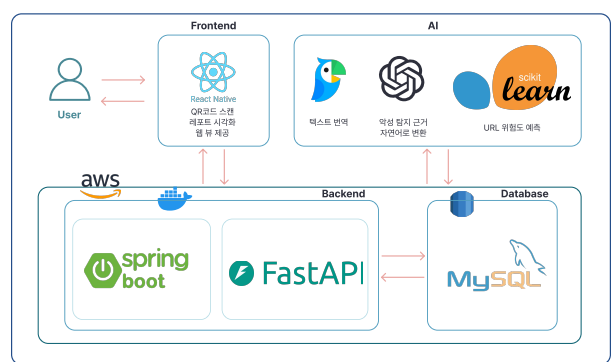 Frontend
AI
User
React Native
QR코드 스캔
레포트 시각화
웹 뷰 제공
텍스트 번역
악성 탐지 근거
자연어로 변환
scikit
learn
URL 위험도 예측
aws
Backend
Database
spring
boot
FastAPI
MySQL